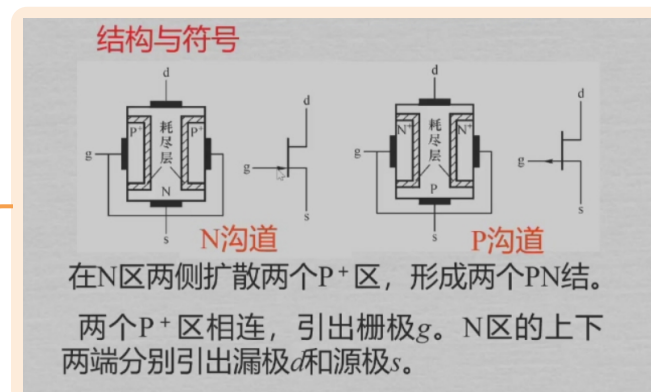 结构与符号
d
d
d
d
P⁺
耗尽层
P⁺
N⁺
耗尽层
N⁺
g
g
g
g
N
P
s
s
s
s
N沟道
P沟道
在N区两侧扩散两个P⁺区，形成两个PN结。
两个P⁺区相连，引出栅极g。N区的上下
两端分别引出漏极d和源极s。